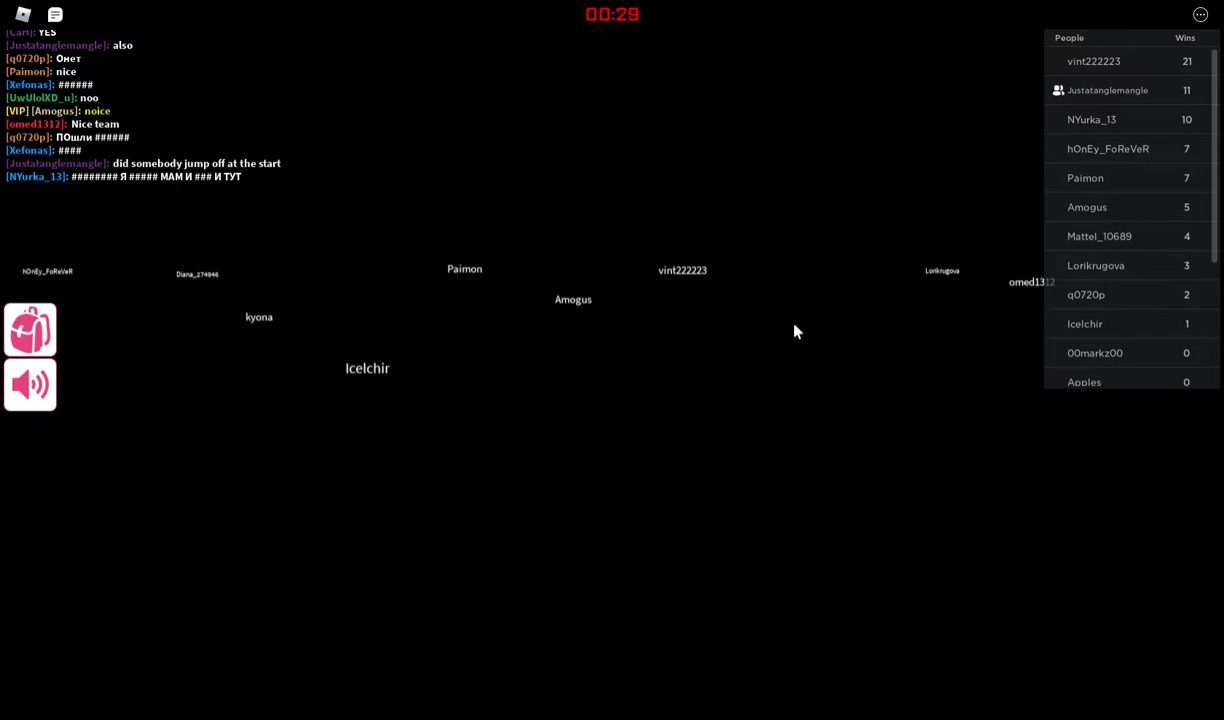 00:29
[Carl]: YES
[Justatanglemangle]: also
[q0720p]: Онет
[Paimon]: nice
[Xefonas]: ######
[UwUlolXD_u]: noo
[VIP] [Amogus]: noice
[omed1312]: Nice team
[q0720p]: ПОшли ######
[Xefonas]: ####
[Justatanglemangle]: did somebody jump off at the start
[NYurka_13]: ######## Я ##### МАМ И ### И ТУТ
People Wins
vint222223 21
Justatanglemangle 11
NYurka_13 10
hOnEy_FoReVeR 7
Paimon 7
Amogus 5
Mattel_10689 4
Lorikrugova 3
q0720p 2
Icelchir 1
00markz00 0
Apples 0
hOnEy_FoReVeR
Diana_274946
Paimon
vint222223
Lorikrugova
omed1312
Amogus
kyona
Icelchir